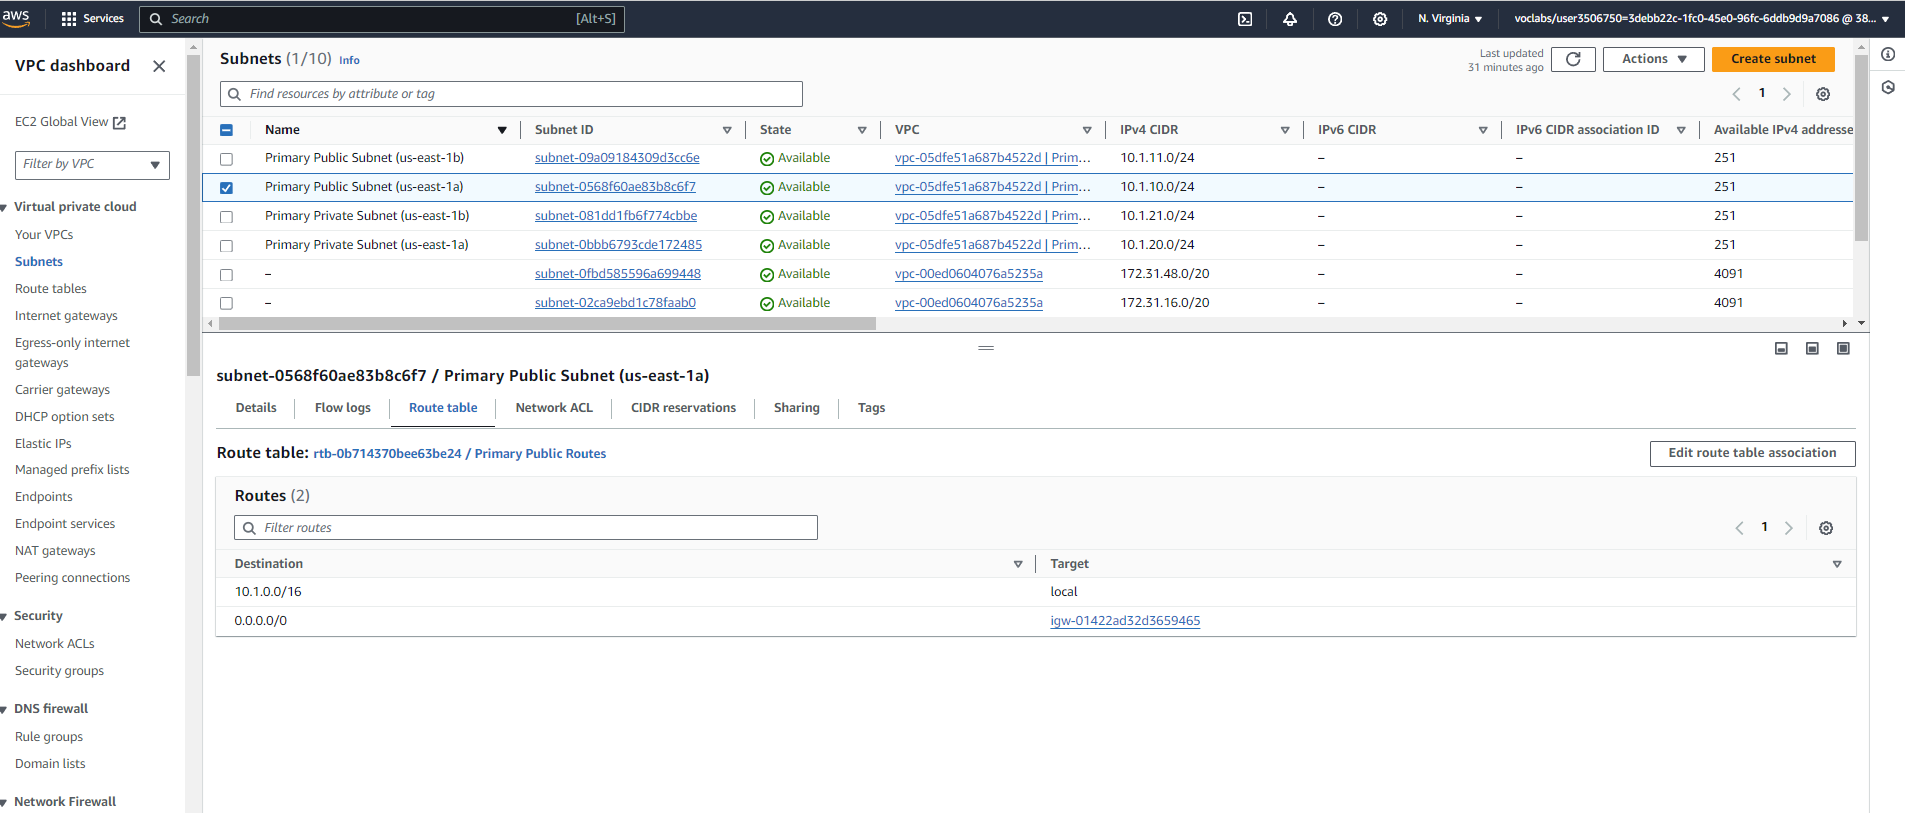 aws Services Search [Alt+S] N. Virginia voclabs/user3506750=3debb22c-1fc0-45e0-96fc-6ddb9d9a7086 @ 38...
VPC dashboard
EC2 Global View
Filter by VPC
Virtual private cloud
Your VPCs
Subnets
Route tables
Internet gateways
Egress-only internet
gateways
Carrier gateways
DHCP option sets
Elastic IPs
Managed prefix lists
Endpoints
Endpoint services
NAT gateways
Peering connections
Security
Network ACLs
Security groups
DNS firewall
Rule groups
Domain lists
Network Firewall
Subnets (1/10) Info
Last updated
31 minutes ago
Actions
Create subnet
Find resources by attribute or tag
1
Name Subnet ID State VPC IPv4 CIDR IPv6 CIDR IPv6 CIDR association ID Available IPv4 addresse
Primary Public Subnet (us-east-1b) subnet-09a09184309d3cc6e Available vpc-05dfe51a687b4522d | Prim... 10.1.11.0/24 – – 251
Primary Public Subnet (us-east-1a) subnet-0568f60ae83b8c6f7 Available vpc-05dfe51a687b4522d | Prim... 10.1.10.0/24 – – 251
Primary Private Subnet (us-east-1b) subnet-081dd1fb6f774cbbe Available vpc-05dfe51a687b4522d | Prim... 10.1.21.0/24 – – 251
Primary Private Subnet (us-east-1a) subnet-0bbb6793cde172485 Available vpc-05dfe51a687b4522d | Prim... 10.1.20.0/24 – – 251
– subnet-0fbd585596a699448 Available vpc-00ed0604076a5235a 172.31.48.0/20 – – 4091
– subnet-02ca9ebd1c78faab0 Available vpc-00ed0604076a5235a 172.31.16.0/20 – – 4091
subnet-0568f60ae83b8c6f7 / Primary Public Subnet (us-east-1a)
Details Flow logs Route table Network ACL CIDR reservations Sharing Tags
Route table: rtb-0b714370bee63be24 / Primary Public Routes
Edit route table association
Routes (2)
Filter routes
1
Destination Target
10.1.0.0/16 local
0.0.0.0/0 igw-01422ad32d3659465